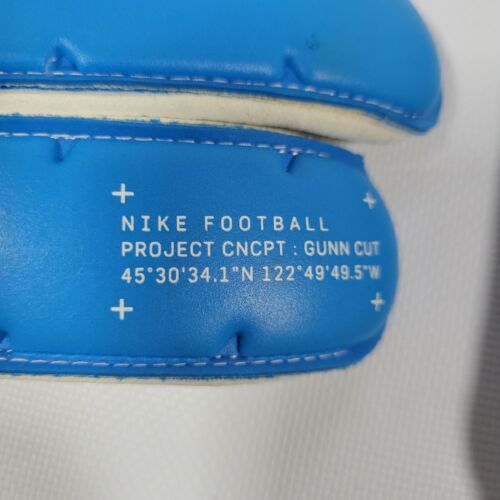 NIKE FOOTBALL
PROJECT CNCPT : GUNN CUT
45°30'34.1"N 122°49'49.5"W